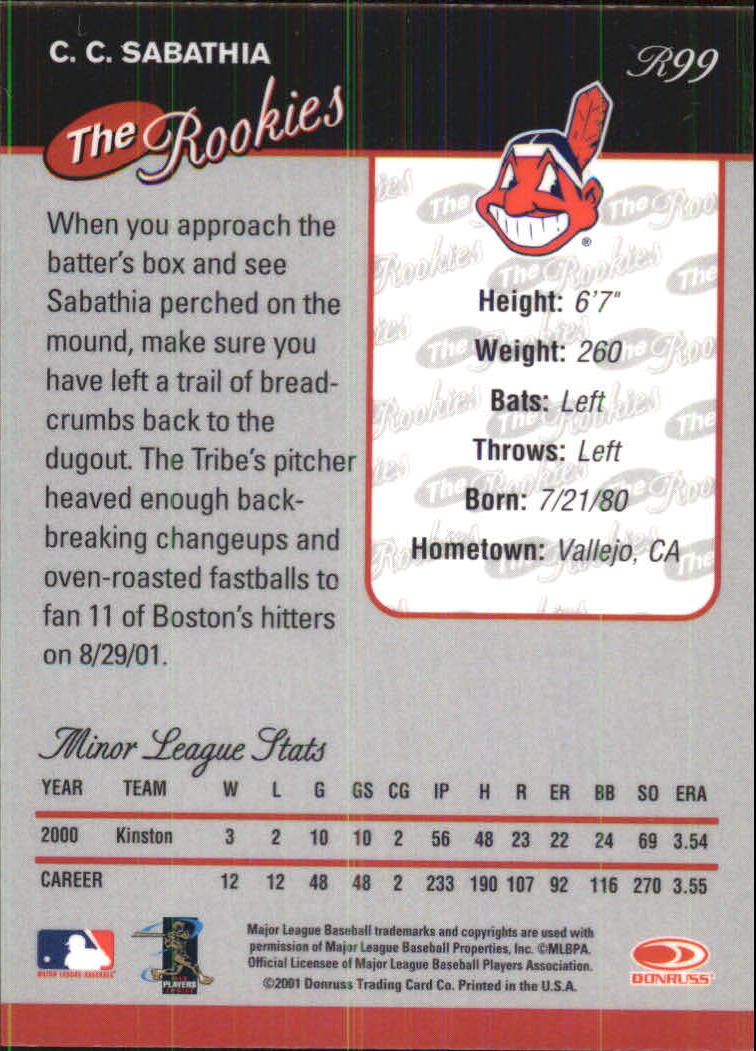 C. C. SABATHIA
R99
The Rookies
When you approach the
batter's box and see
Sabathia perched on the
mound, make sure you
have left a trail of bread-
crumbs back to the
dugout. The Tribe's pitcher
heaved enough back-
breaking changeups and
oven-roasted fastballs to
fan 11 of Boston's hitters
on 8/29/01.
®
Height: 6'7"
Weight: 260
Bats: Left
Throws: Left
Born: 7/21/80
Hometown: Vallejo, CA
Minor League Stats
YEAR TEAM W L G GS CG IP H R ER BB SO ERA
2000 Kinston 3 2 10 10 2 56 48 23 22 24 69 3.54
CAREER 12 12 48 48 2 233 190 107 92 116 270 3.55
MAJOR LEAGUE BASEBALL
PLAYERS
CHOICE
Major League Baseball trademarks and copyrights are used with
permission of Major League Baseball Properties, Inc. ©MLBPA.
Official Licensee of Major League Baseball Players Association.
©2001 Donruss Trading Card Co. Printed in the U.S.A.
DONRUSS